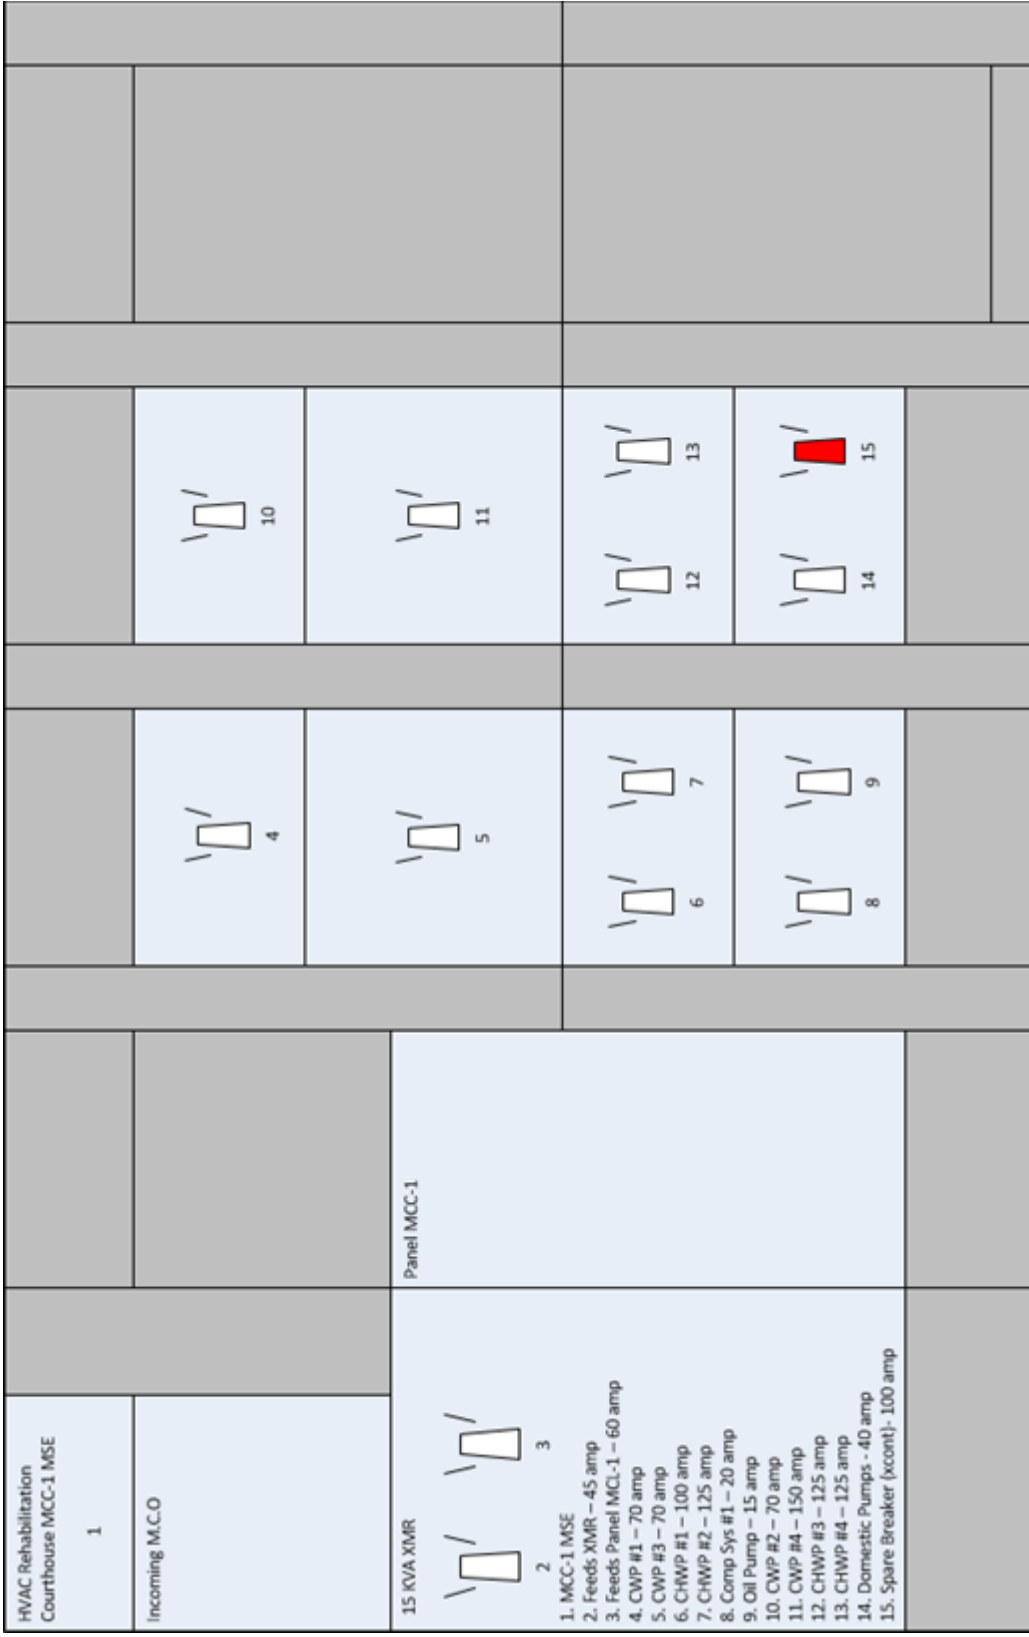 HVAC Rehabilitation
Courthouse MCC-1 MSE
1
Incoming M.C.O
15 KVA XMR
2
3
1. MCC-1 MSE
2. Feeds XMR – 45 amp
3. Feeds Panel MCL-1 – 60 amp
4. CWP #1 – 70 amp
5. CWP #3 – 70 amp
6. CHWP #1 – 100 amp
7. CHWP #2 – 125 amp
8. Comp Sys #1 – 20 amp
9. Oil Pump – 15 amp
10. CWP #2 – 70 amp
11. CWP #4 – 150 amp
12. CHWP #3 – 125 amp
13. CHWP #4 – 125 amp
14. Domestic Pumps - 40 amp
15. Spare Breaker (xcont)- 100 amp
Panel MCC-1
4
5
6
7
8
9
10
11
12
13
14
15